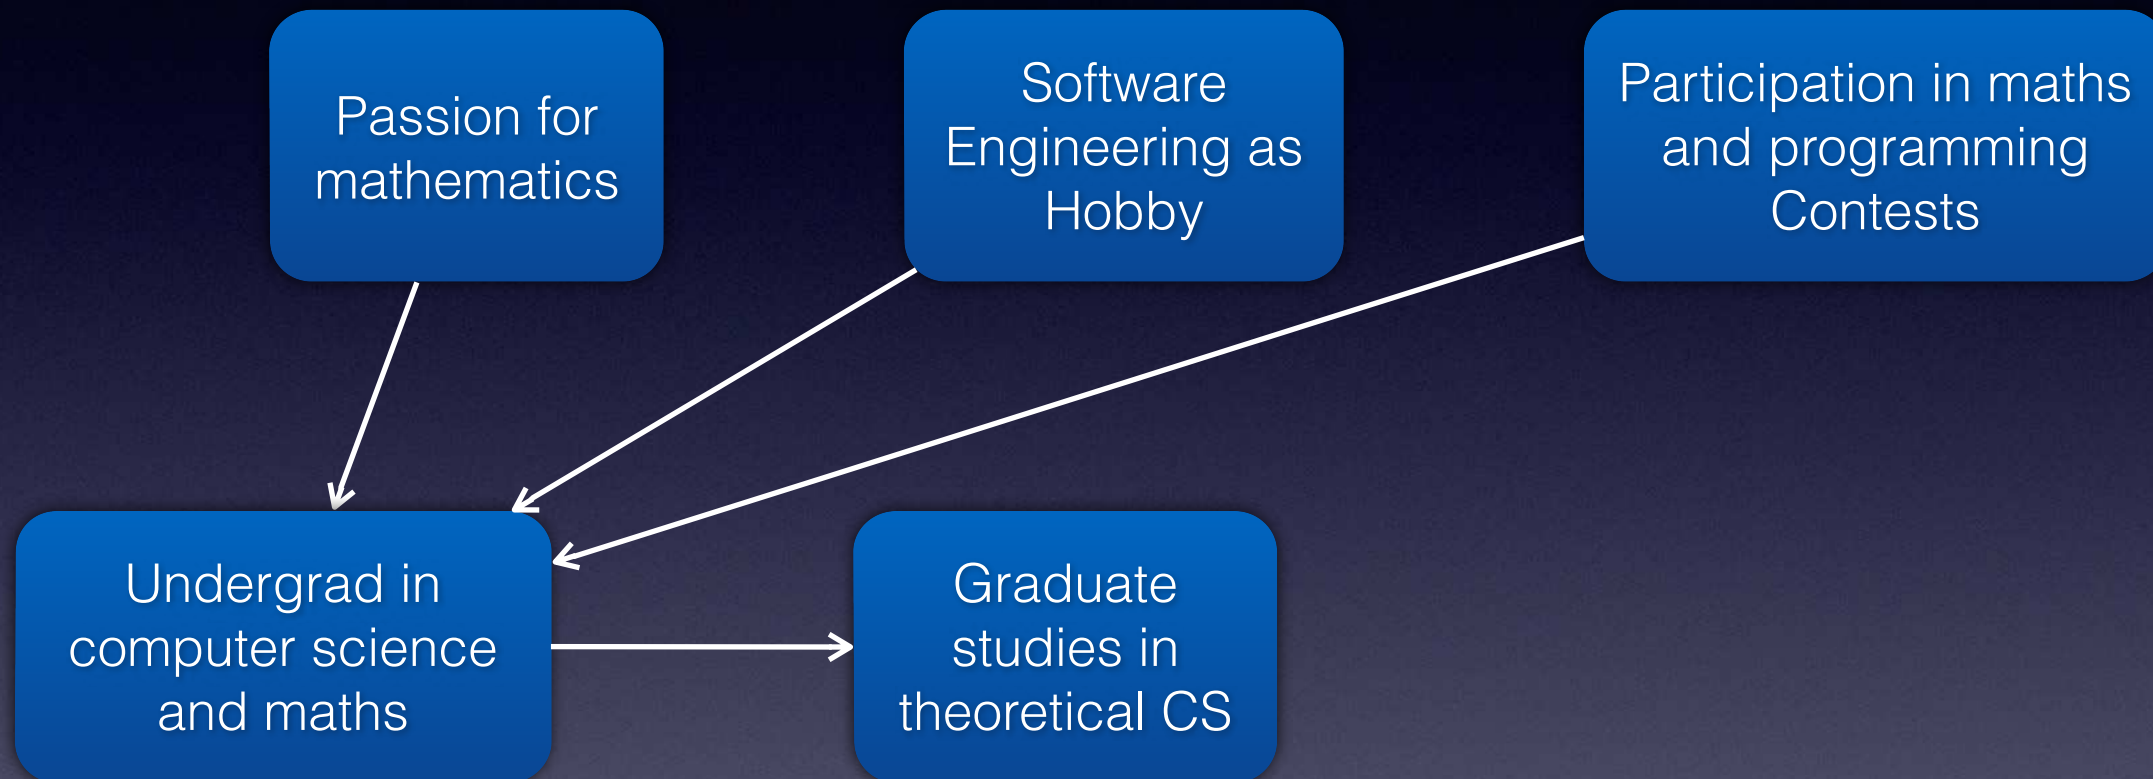 Passion for
mathematics
Software
Engineering as
Hobby
Participation in maths
and programming
Contests
Undergrad in
computer science
and maths
Graduate
studies in
theoretical CS